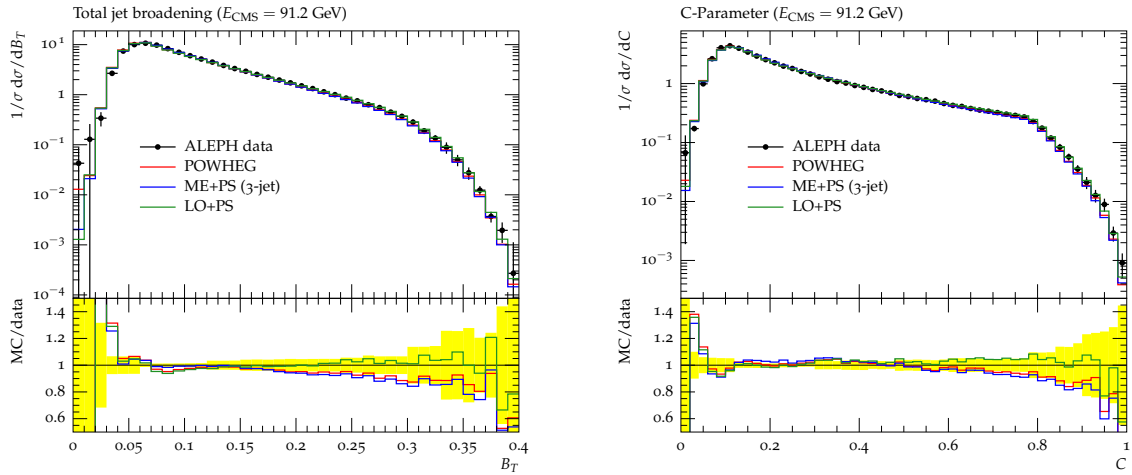 Total jet broadening (E_CMS = 91.2 GeV)
1/σ dσ/dB_T
10^1
1
10^−1
10^−2
10^−3
10^−4
ALEPH data
POWHEG
ME+PS (3-jet)
LO+PS
MC/data
1.4
1.2
1
0.8
0.6
0 0.05 0.1 0.15 0.2 0.25 0.3 0.35 0.4
B_T
C-Parameter (E_CMS = 91.2 GeV)
1/σ dσ/dC
1
10^−1
10^−2
10^−3
ALEPH data
POWHEG
ME+PS (3-jet)
LO+PS
MC/data
1.4
1.2
1
0.8
0.6
0 0.2 0.4 0.6 0.8 1
C